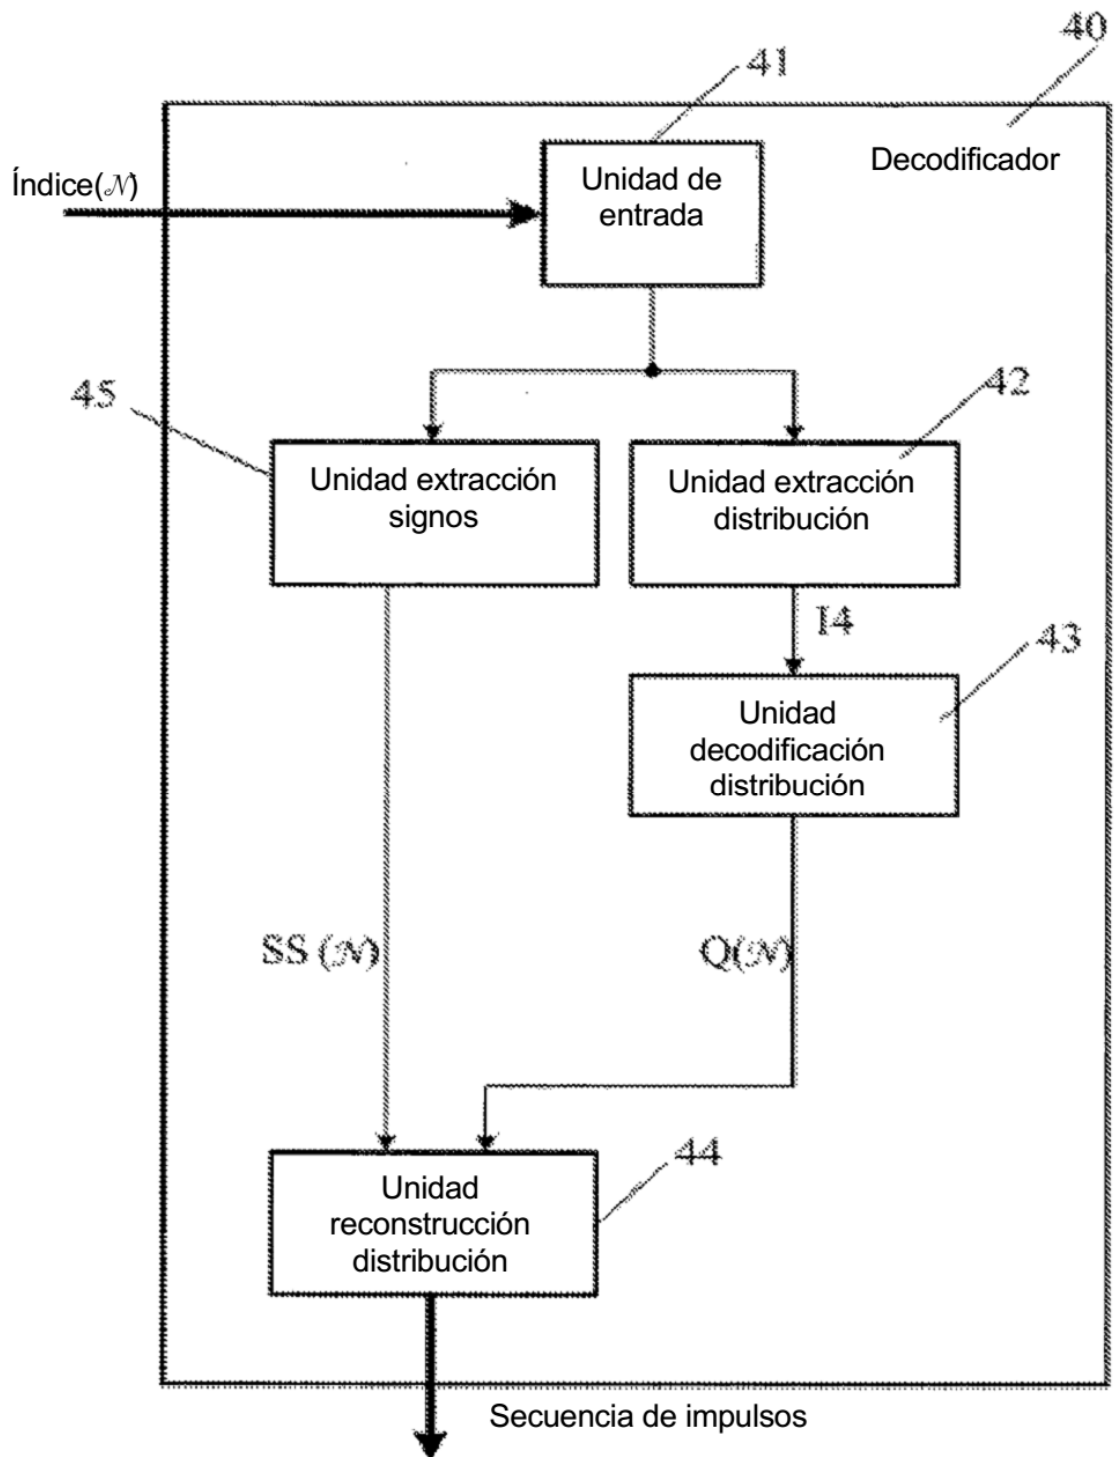 40
41
Decodificador
Unidad de
entrada
Índice(𝒩)
45
42
Unidad extracción
signos
Unidad extracción
distribución
I4
43
Unidad
decodificación
distribución
SS (𝒩)
Q(𝒩)
44
Unidad
reconstrucción
distribución
Secuencia de impulsos